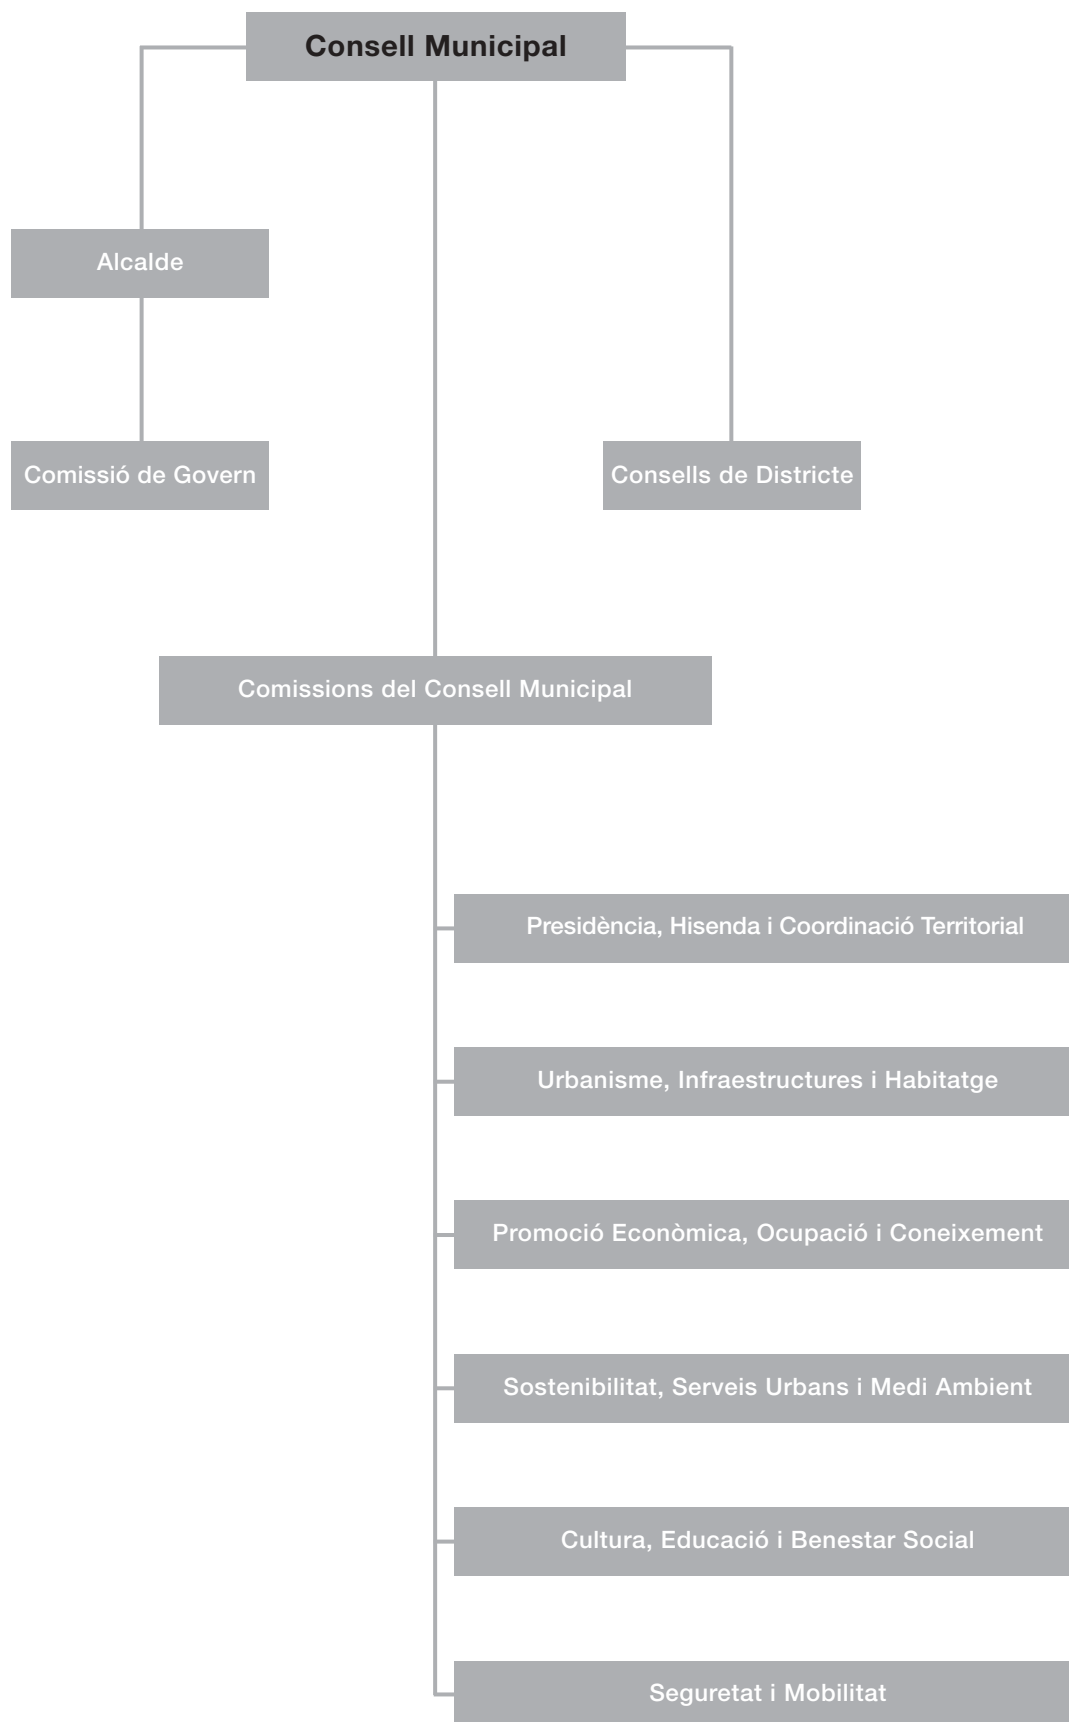 Consell Municipal
Alcalde
Comissió de Govern
Consells de Districte
Comissions del Consell Municipal
Presidència, Hisenda i Coordinació Territorial
Urbanisme, Infraestructures i Habitatge
Promoció Econòmica, Ocupació i Coneixement
Sostenibilitat, Serveis Urbans i Medi Ambient
Cultura, Educació i Benestar Social
Seguretat i Mobilitat